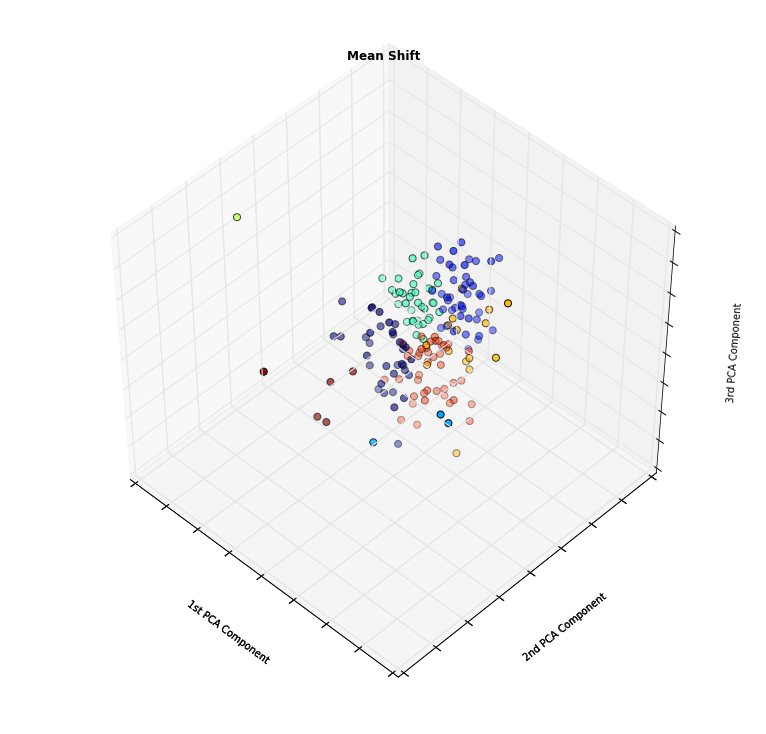 Mean Shift
3rd PCA Component
1st PCA Component
2nd PCA Component